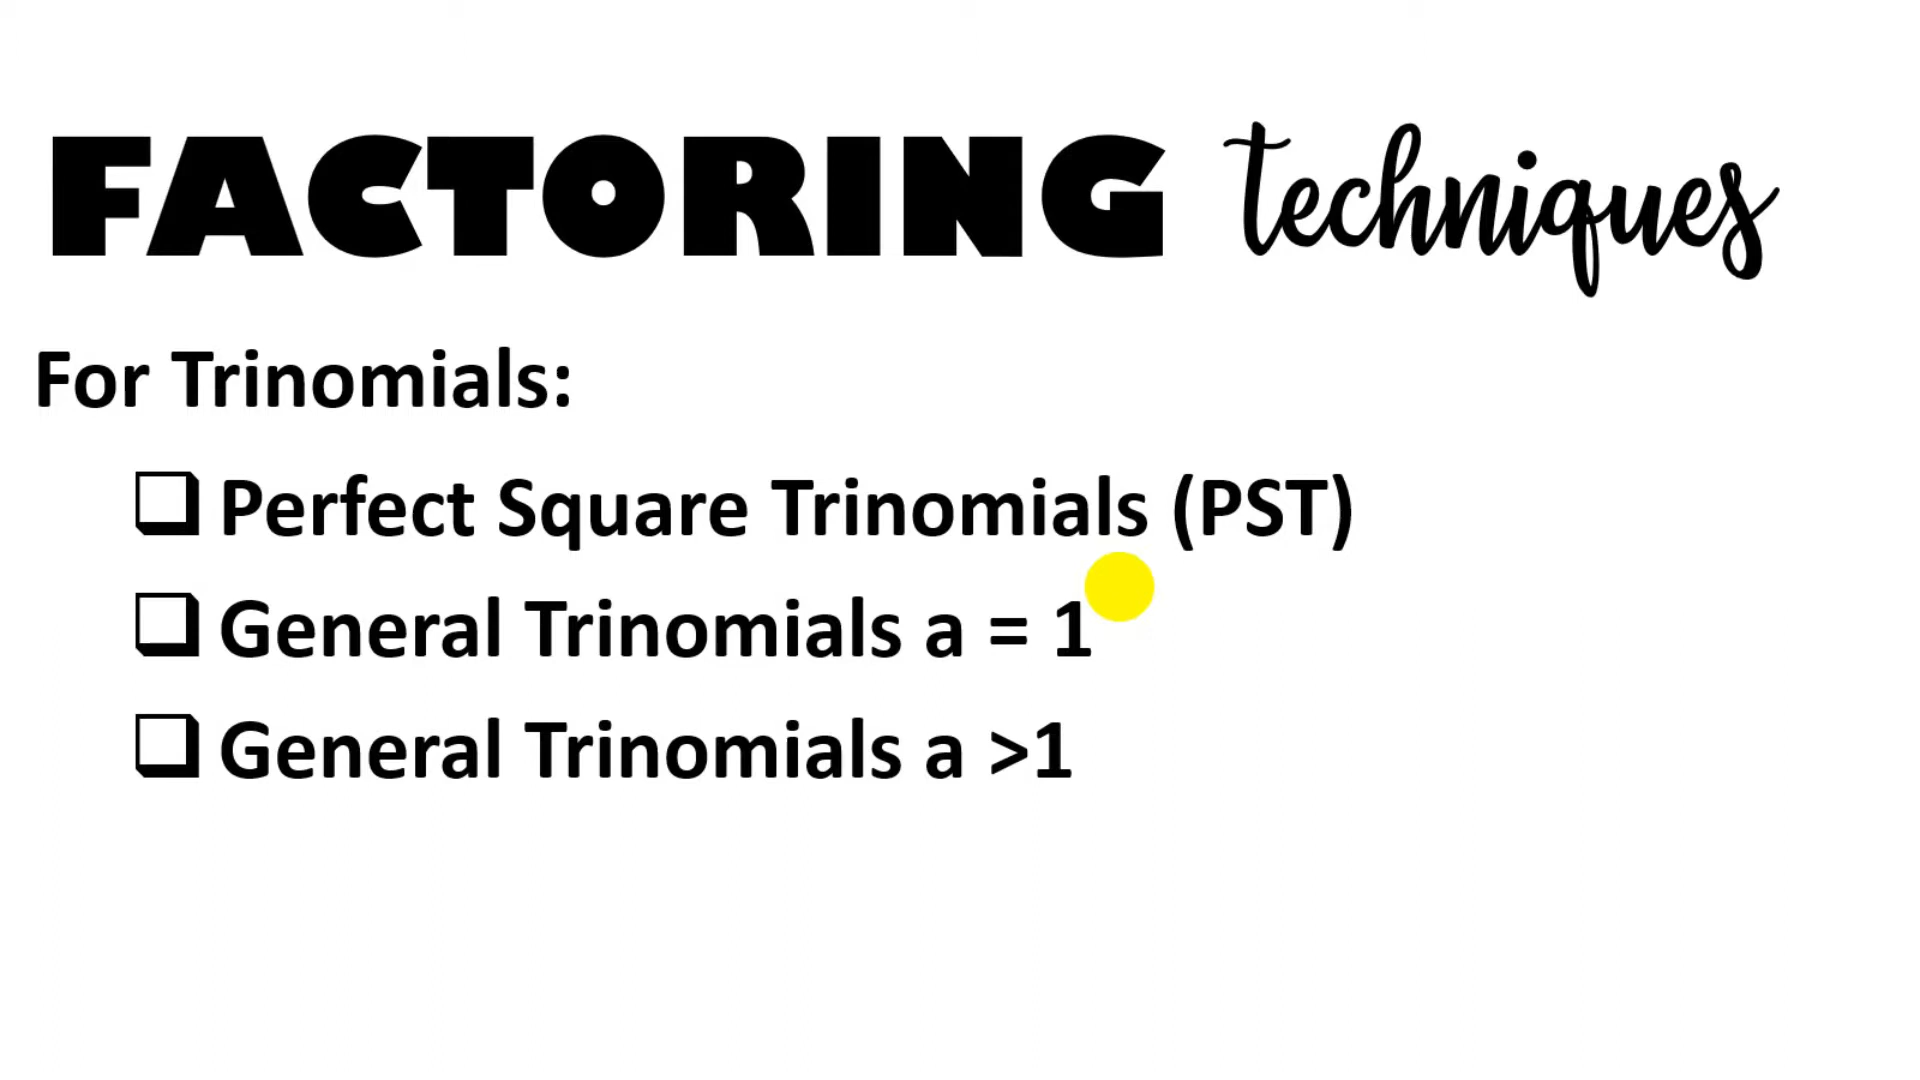 FACTORING techniques
For Trinomials:
❑ Perfect Square Trinomials (PST)
❑ General Trinomials a = 1
❑ General Trinomials a >1